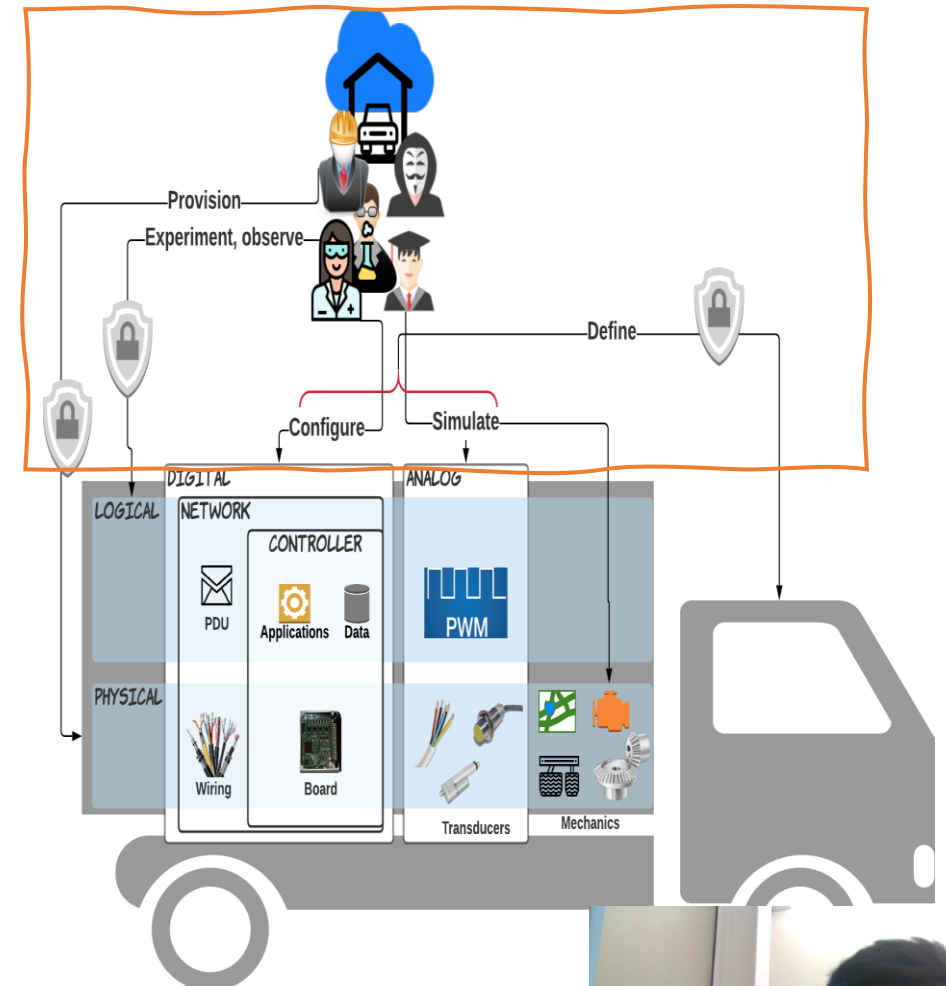 Provision
Experiment, observe
Define
Configure
Simulate
DIGITAL
ANALOG
LOGICAL
NETWORK
CONTROLLER
PDU
Applications
Data
PWM
PHYSICAL
Wiring
Board
Transducers
Mechanics